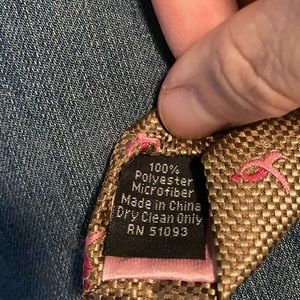 100%
Polyester
Microfiber
Made in China
Dry Clean Only
RN 51093